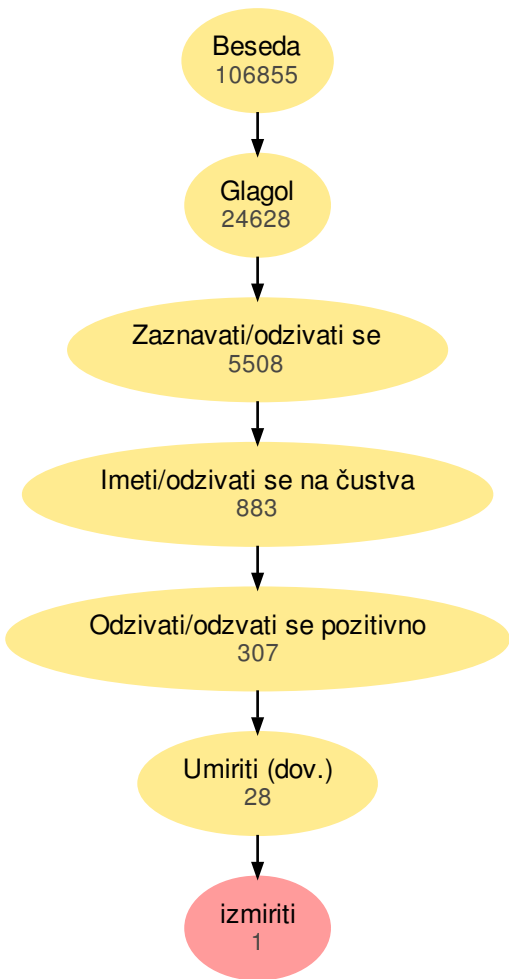 Beseda
106855
Glagol
24628
Zaznavati/odzivati se
5508
Imeti/odzivati se na čustva
883
Odzivati/odzvati se pozitivno
307
Umiriti (dov.)
28
izmiriti
1